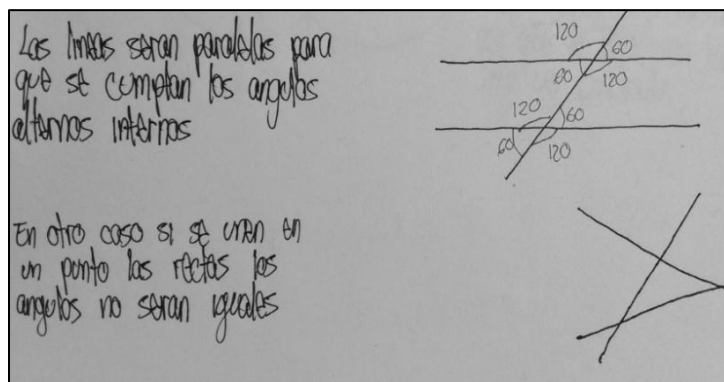 Las lineas seran paralelas para
que se cumplan los angulos
alternos internos
120
60
60
120
120
60
60
120
En otro caso si se unen en
un punto las rectas los
angulos no seran iguales